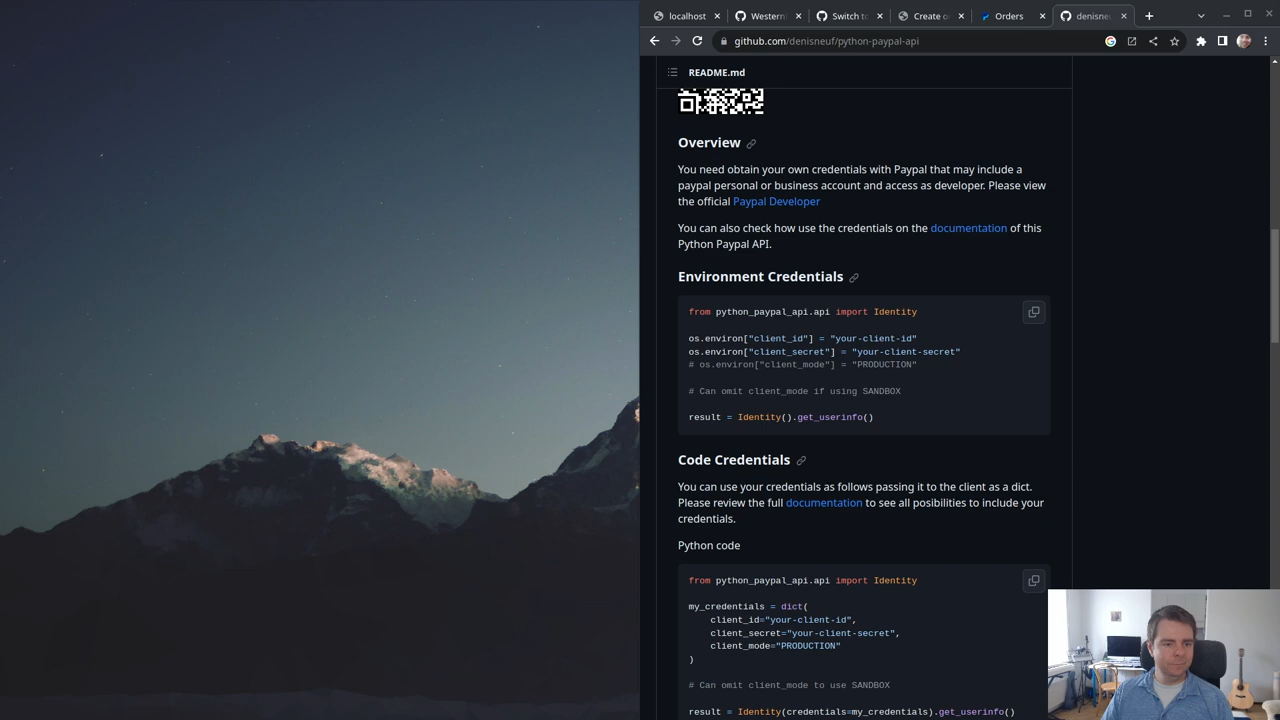 localhost
Western
Switch to
Create o
Orders
denisneu
github.com/denisneuf/python-paypal-api
README.md
Overview
You need obtain your own credentials with Paypal that may include a
paypal personal or business account and access as developer. Please view
the official Paypal Developer
You can also check how use the credentials on the documentation of this
Python Paypal API.
Environment Credentials
from python_paypal_api.api import Identity
os.environ["client_id"] = "your-client-id"
os.environ["client_secret"] = "your-client-secret"
# os.environ["client_mode"] = "PRODUCTION"
# Can omit client_mode if using SANDBOX
result = Identity().get_userinfo()
Code Credentials
You can use your credentials as follows passing it to the client as a dict.
Please review the full documentation to see all posibilities to include your
credentials.
Python code
from python_paypal_api.api import Identity
my_credentials = dict(
client_id="your-client-id",
client_secret="your-client-secret",
client_mode="PRODUCTION"
)
# Can omit client_mode to use SANDBOX
result = Identity(credentials=my_credentials).get_userinfo()